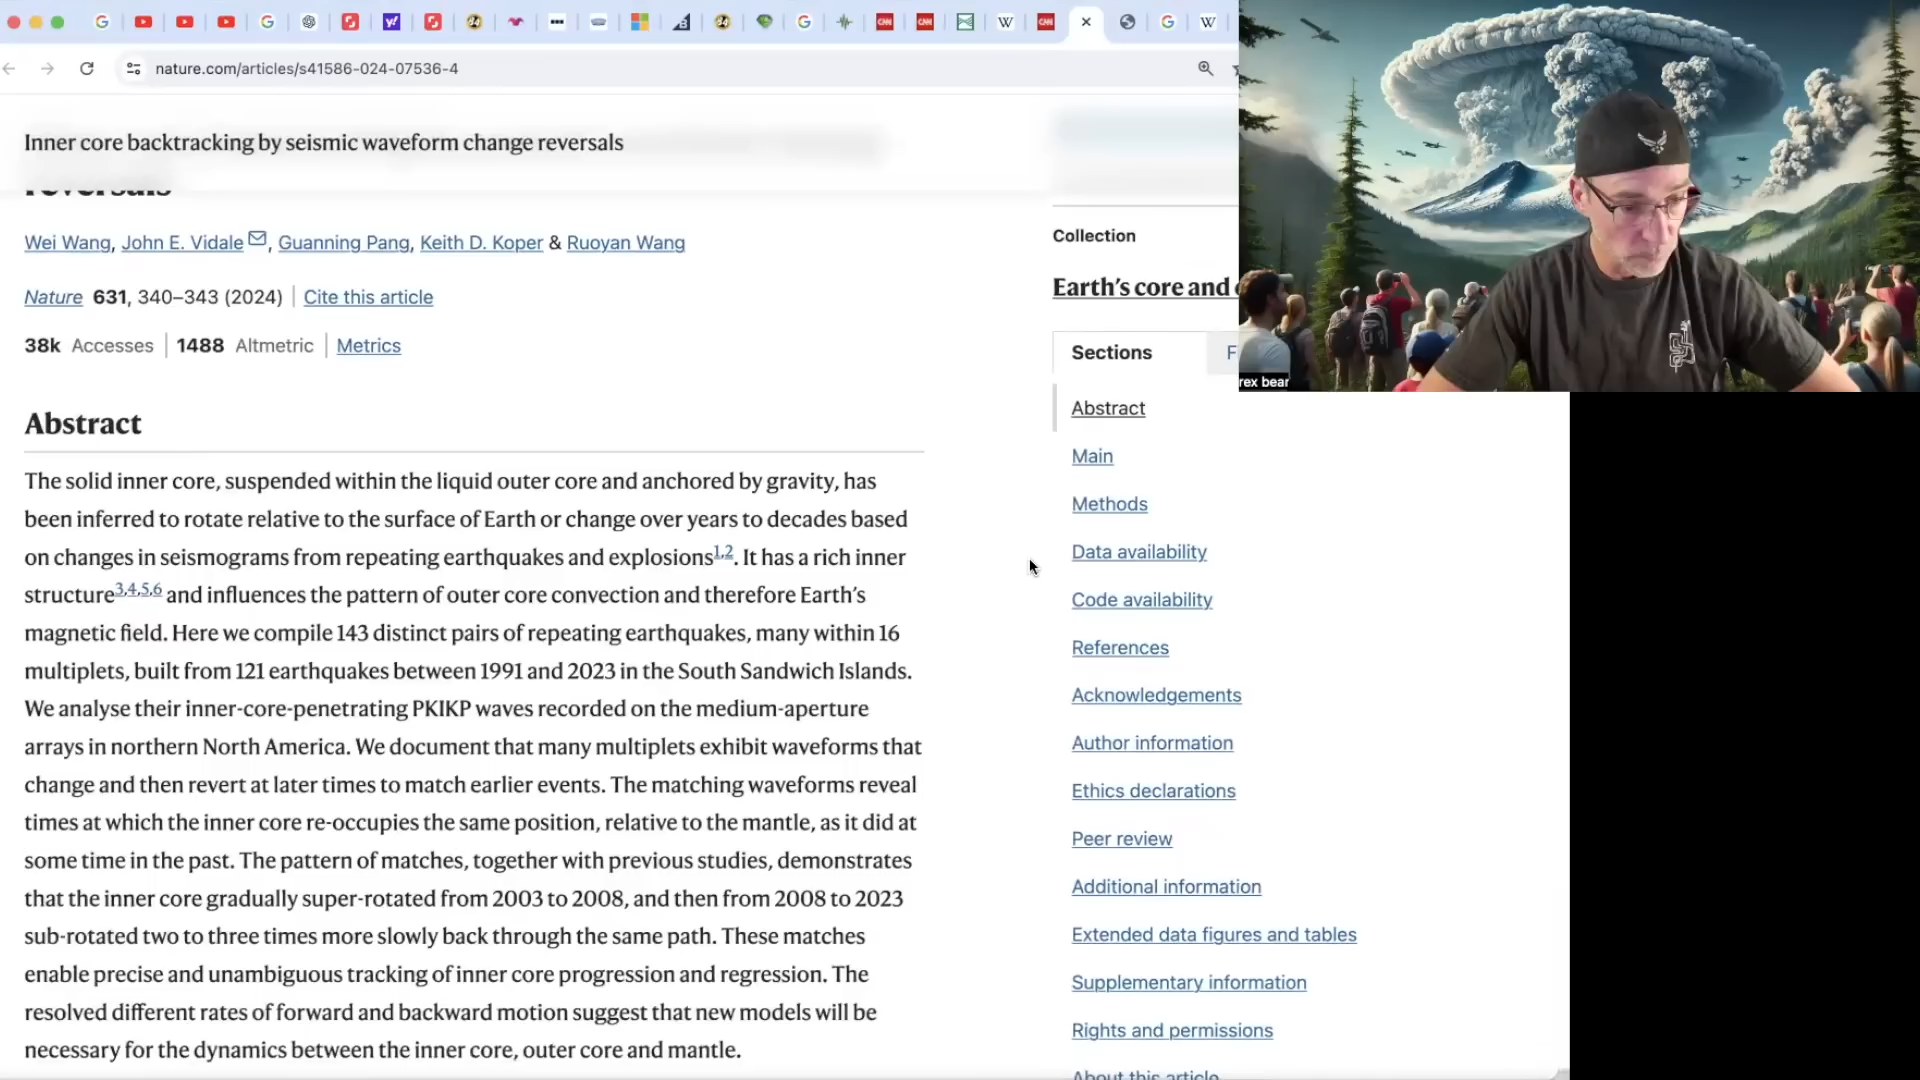 nature.com/articles/s41586-024-07536-4
Inner core backtracking by seismic waveform change reversals
reversals
Wei Wang, John E. Vidale, Guanning Pang, Keith D. Koper & Ruoyan Wang
Nature 631, 340–343 (2024) Cite this article
38k Accesses 1488 Altmetric Metrics
Abstract
The solid inner core, suspended within the liquid outer core and anchored by gravity, has
been inferred to rotate relative to the surface of Earth or change over years to decades based
on changes in seismograms from repeating earthquakes and explosions1,2. It has a rich inner
structure3,4,5,6 and influences the pattern of outer core convection and therefore Earth’s
magnetic field. Here we compile 143 distinct pairs of repeating earthquakes, many within 16
multiplets, built from 121 earthquakes between 1991 and 2023 in the South Sandwich Islands.
We analyse their inner-core-penetrating PKIKP waves recorded on the medium-aperture
arrays in northern North America. We document that many multiplets exhibit waveforms that
change and then revert at later times to match earlier events. The matching waveforms reveal
times at which the inner core re-occupies the same position, relative to the mantle, as it did at
some time in the past. The pattern of matches, together with previous studies, demonstrates
that the inner core gradually super-rotated from 2003 to 2008, and then from 2008 to 2023
sub-rotated two to three times more slowly back through the same path. These matches
enable precise and unambiguous tracking of inner core progression and regression. The
resolved different rates of forward and backward motion suggest that new models will be
necessary for the dynamics between the inner core, outer core and mantle.
Collection
Earth’s core and
Sections F
Abstract
Main
Methods
Data availability
Code availability
References
Acknowledgements
Author information
Ethics declarations
Peer review
Additional information
Extended data figures and tables
Supplementary information
Rights and permissions
About this article
rex bear